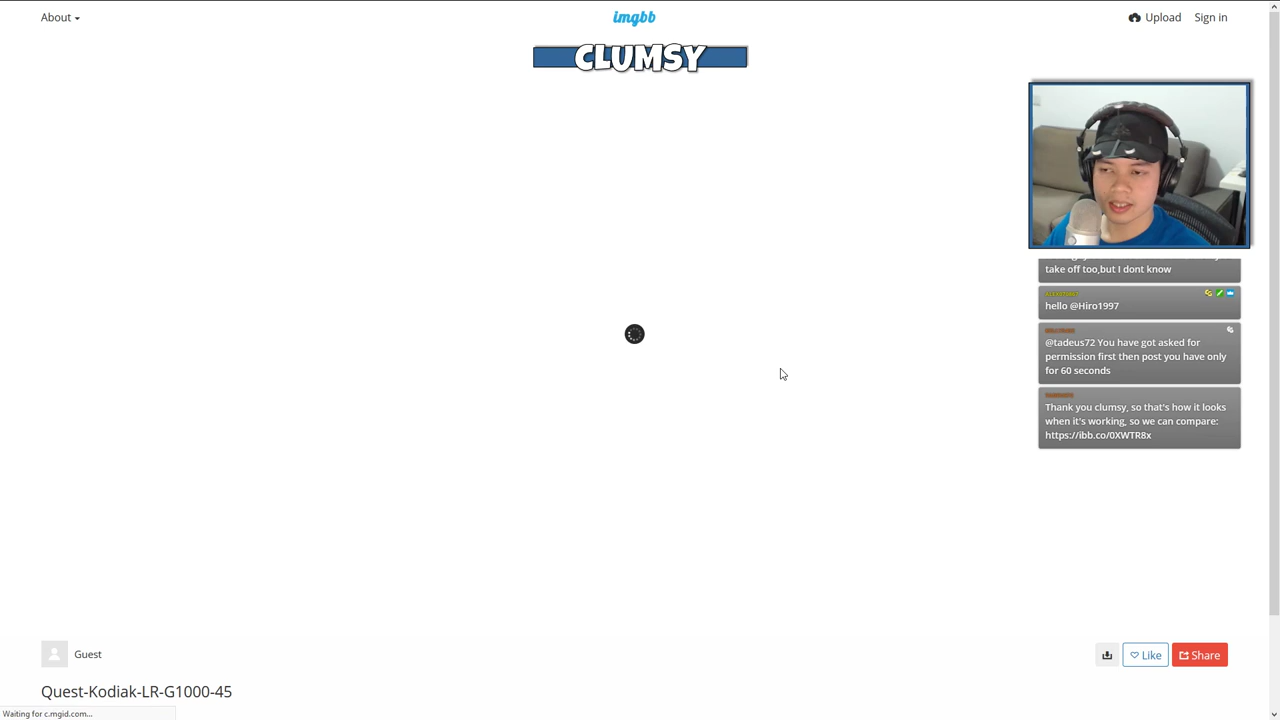 About
imgbb
Upload
Sign in
CLUMSY
take off too,but I dont know
hello @Hiro1997
@tadeus72 You have got asked for
permission first then post you have only
for 60 seconds
Thank you clumsy, so that's how it looks
when it's working, so we can compare:
https://ibb.co/0XWTR8x
Guest
Like
Share
Quest-Kodiak-LR-G1000-45
Waiting for c.mgid.com...